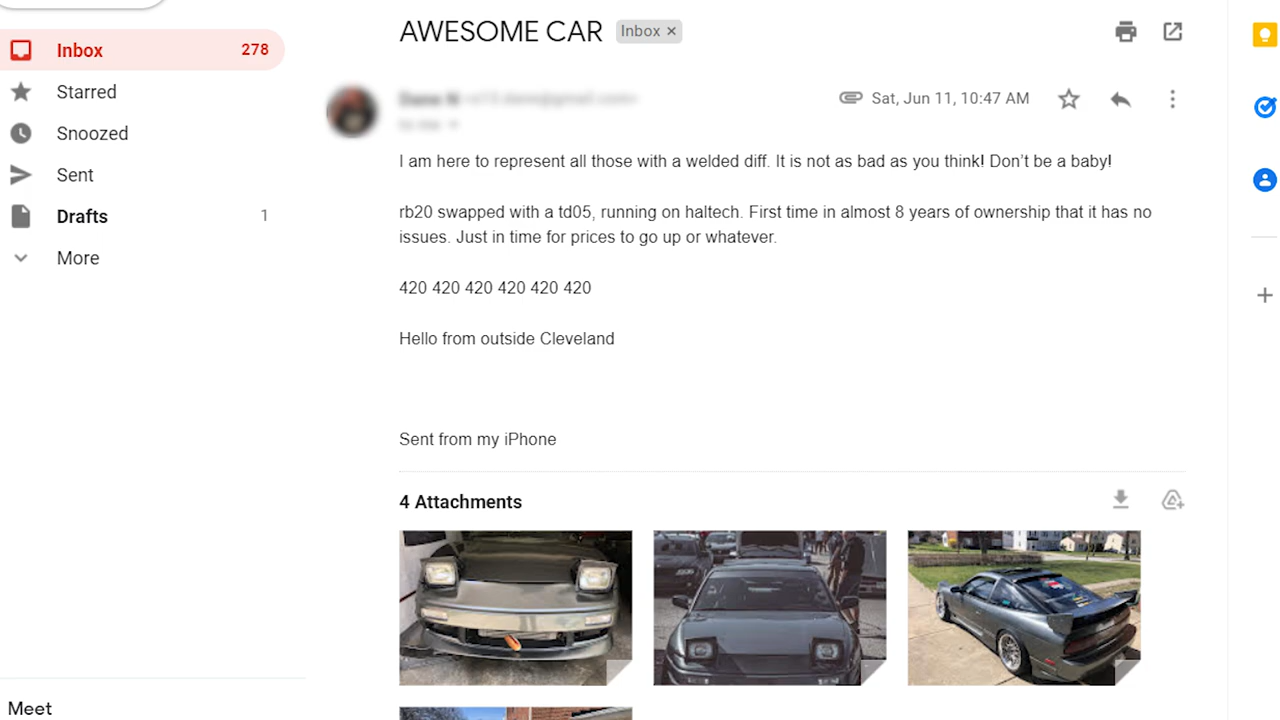 AWESOME CAR Inbox ×
Inbox 278
Starred
Sat, Jun 11, 10:47 AM
Snoozed
I am here to represent all those with a welded diff. It is not as bad as you think! Don't be a baby!
Sent
rb20 swapped with a td05, running on haltech. First time in almost 8 years of ownership that it has no
Drafts 1
issues. Just in time for prices to go up or whatever.
More
420 420 420 420 420 420
Hello from outside Cleveland
Sent from my iPhone
4 Attachments
Meet